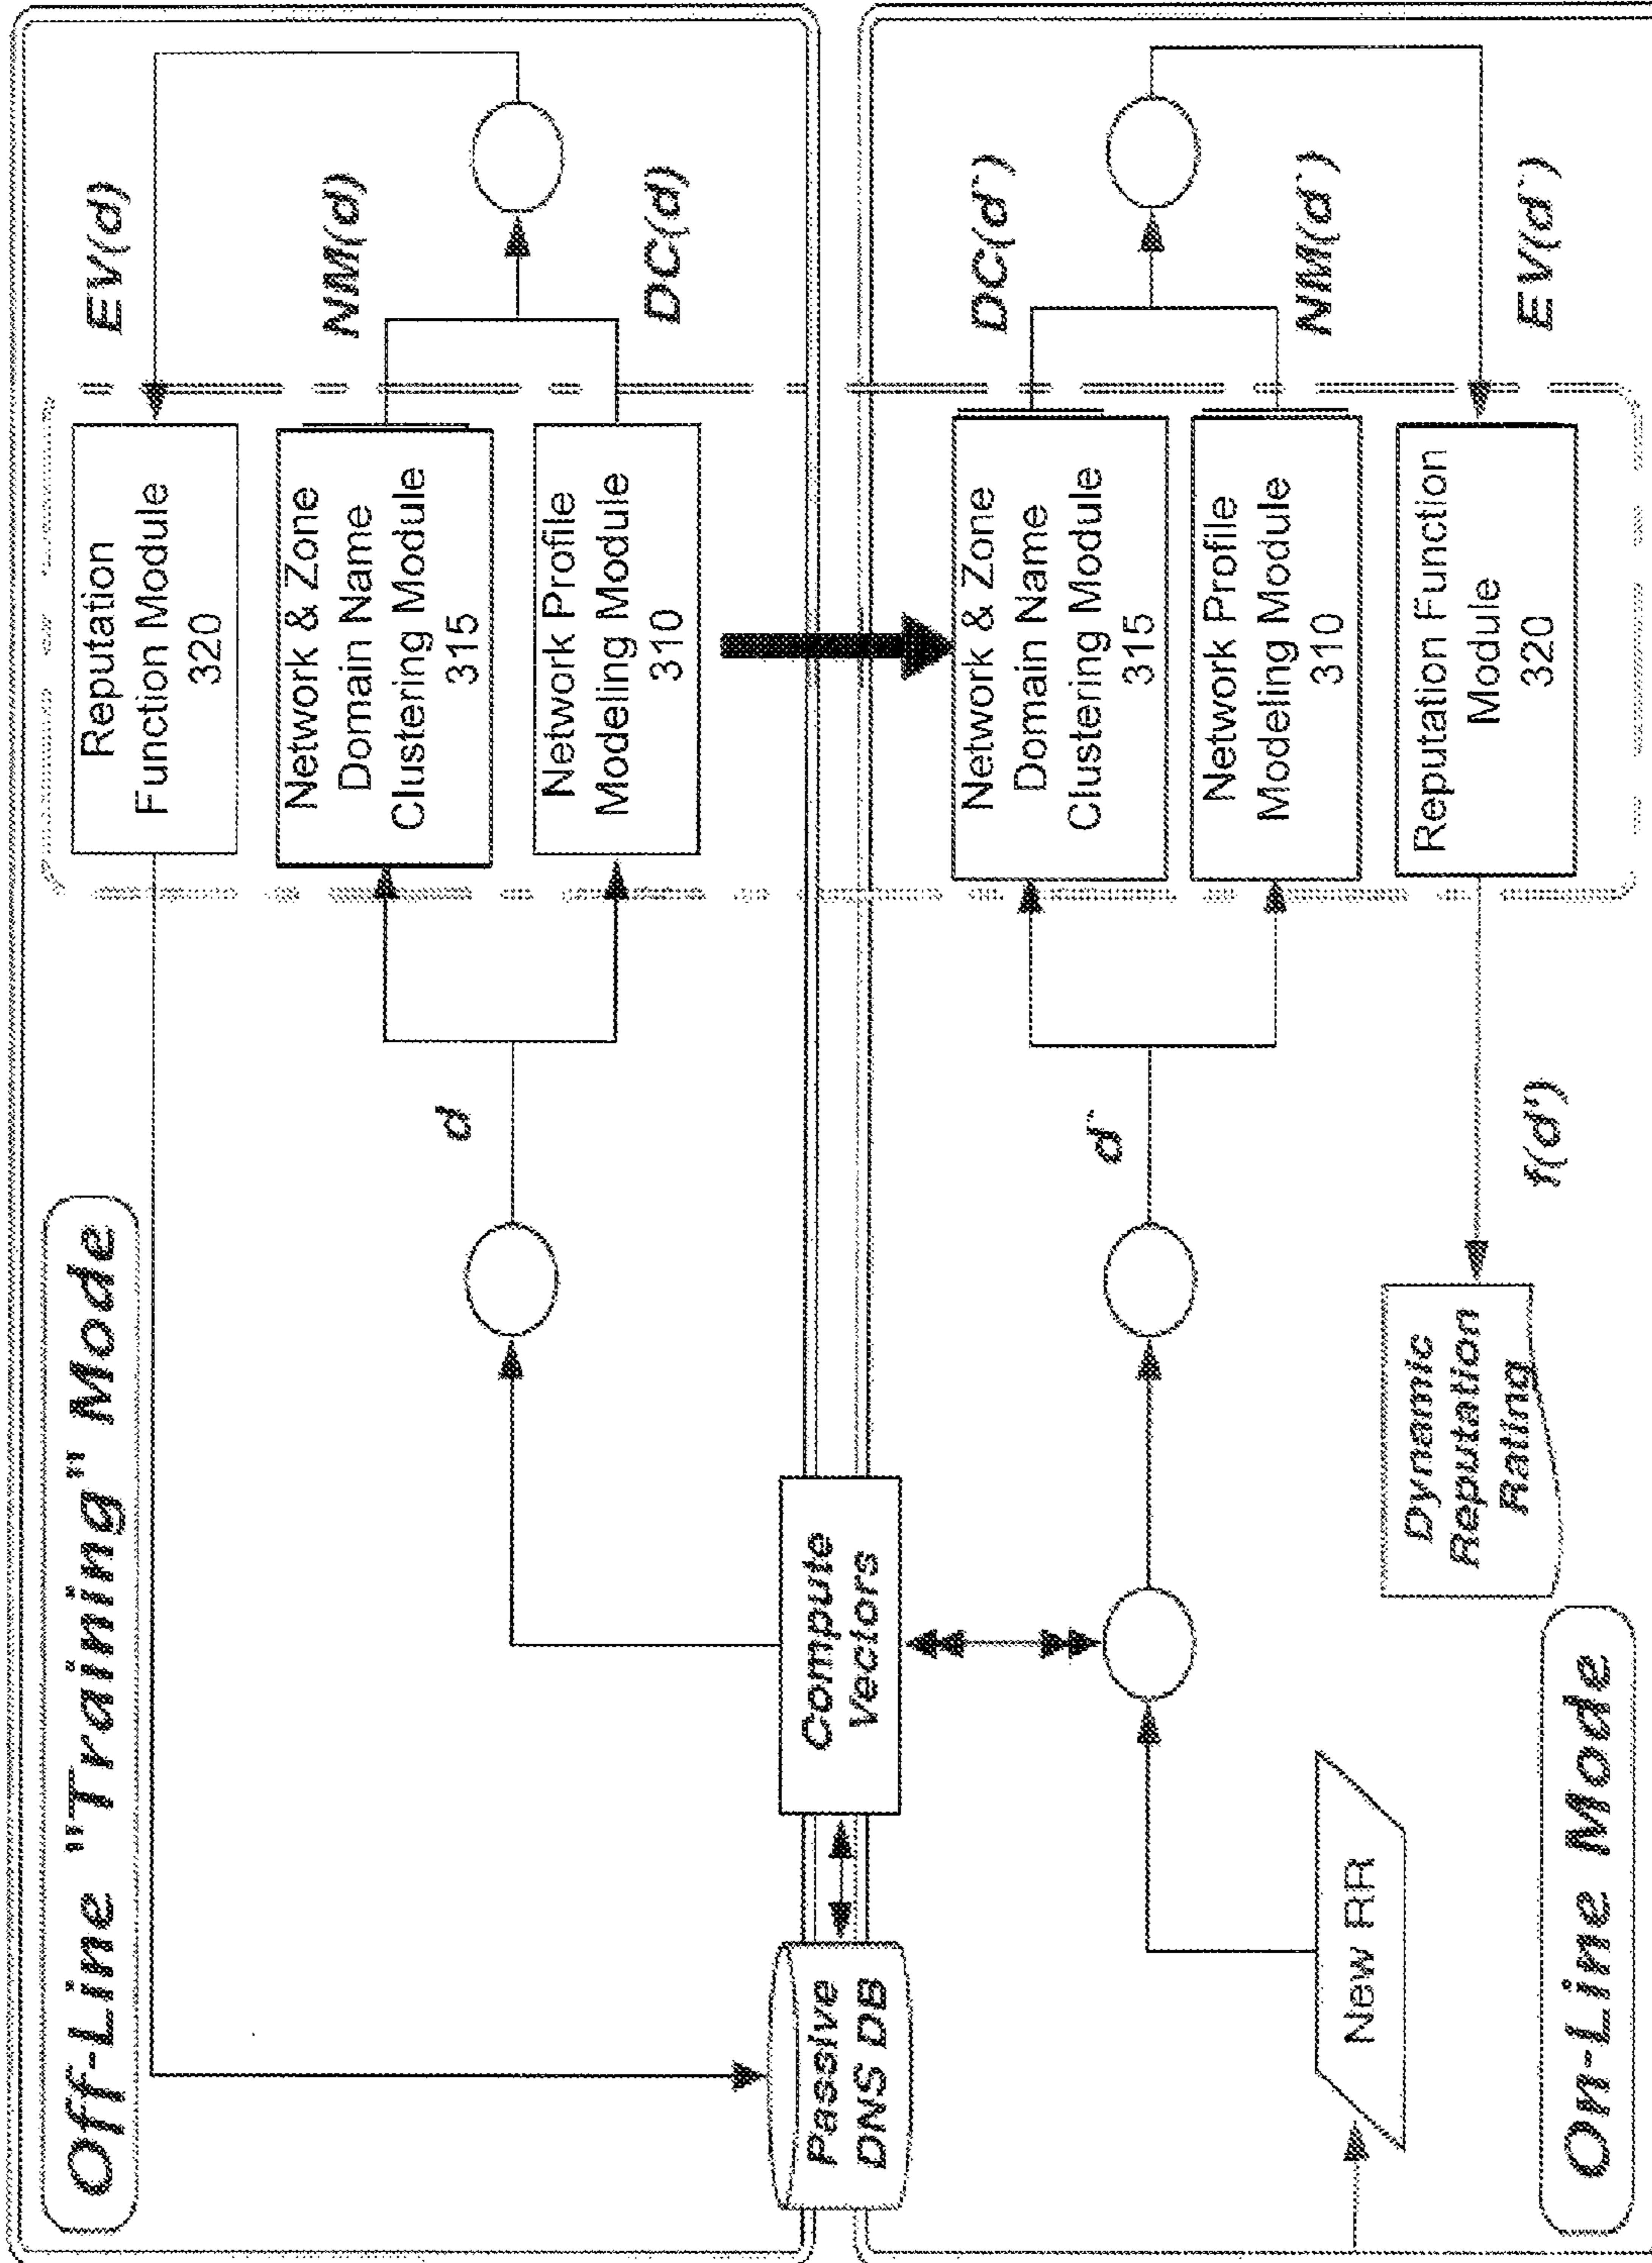 Off-Line "Training" Mode
Reputation
Function Module
320
EV(d)
Network & Zone
Domain Name
Clustering Module
315
NM(d)
d
Network Profile
Modeling Module
310
DC(d)
Passive
DNS DB
Compute
Vectors
Network & Zone
Domain Name
Clustering Module
315
DC(d')
d'
Network Profile
Modeling Module
310
NM(d')
New RR
Dynamic
Reputation
Rating
f(d')
Reputation Function
Module
320
EV(d')
On-Line Mode